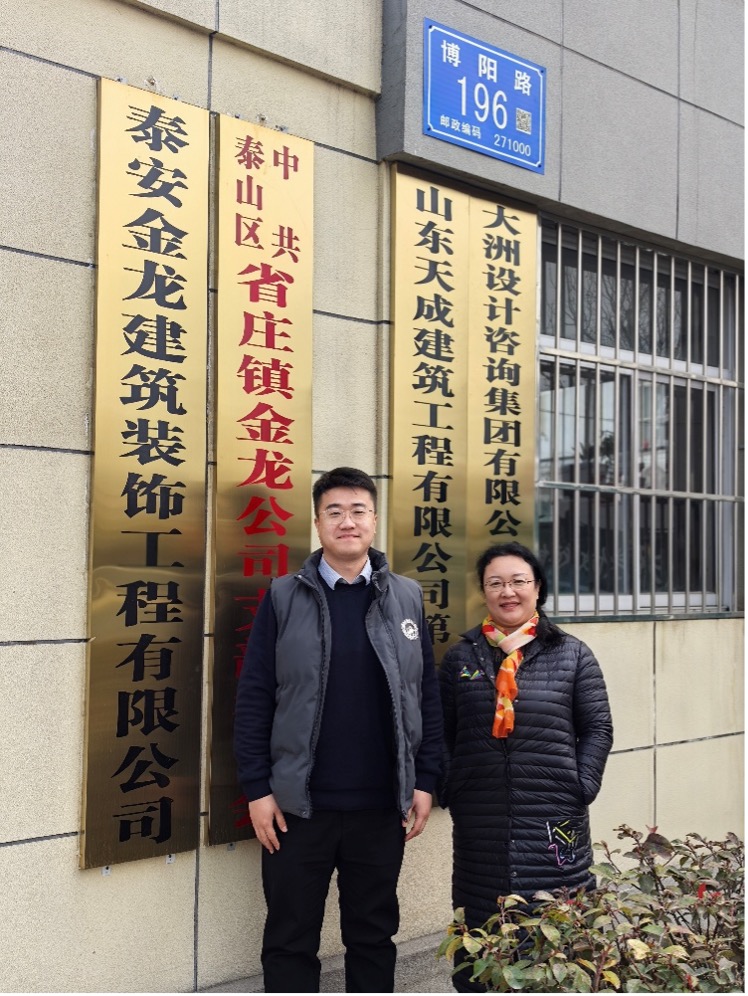 博阳路
196
邮政编码 271000
泰安金龙建筑装饰工程有限公司
中共
泰山区
省庄镇金龙公司支部
山东天成建筑工程有限公司第
大洲设计咨询集团有限公